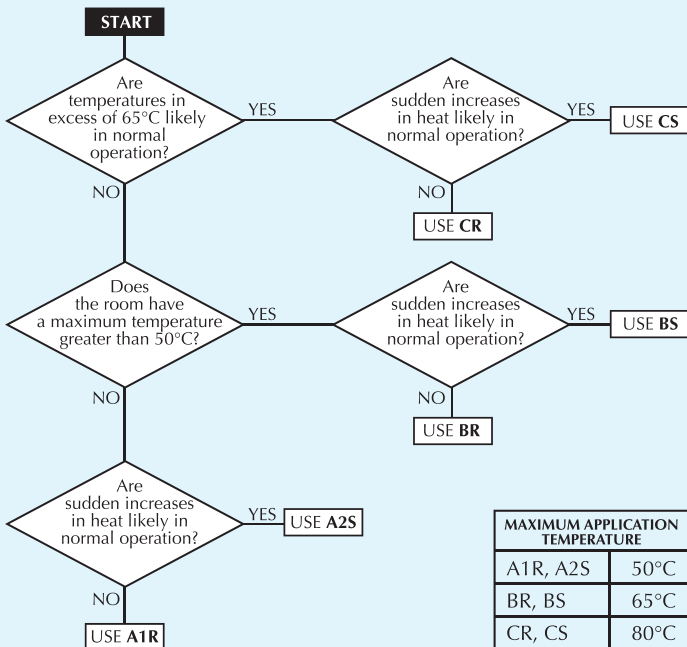 START
Are
temperatures in
excess of 65°C likely
in normal
operation?
YES
Are
sudden increases
in heat likely in
normal operation?
YES
USE CS
NO
USE CR
NO
Does
the room have
a maximum temperature
greater than 50°C?
YES
Are
sudden increases
in heat likely in
normal operation?
YES
USE BS
NO
USE BR
NO
Are
sudden increases
in heat likely in
normal operation?
YES
USE A2S
NO
USE A1R
MAXIMUM APPLICATION
TEMPERATURE
A1R, A2S 50°C
BR, BS 65°C
CR, CS 80°C